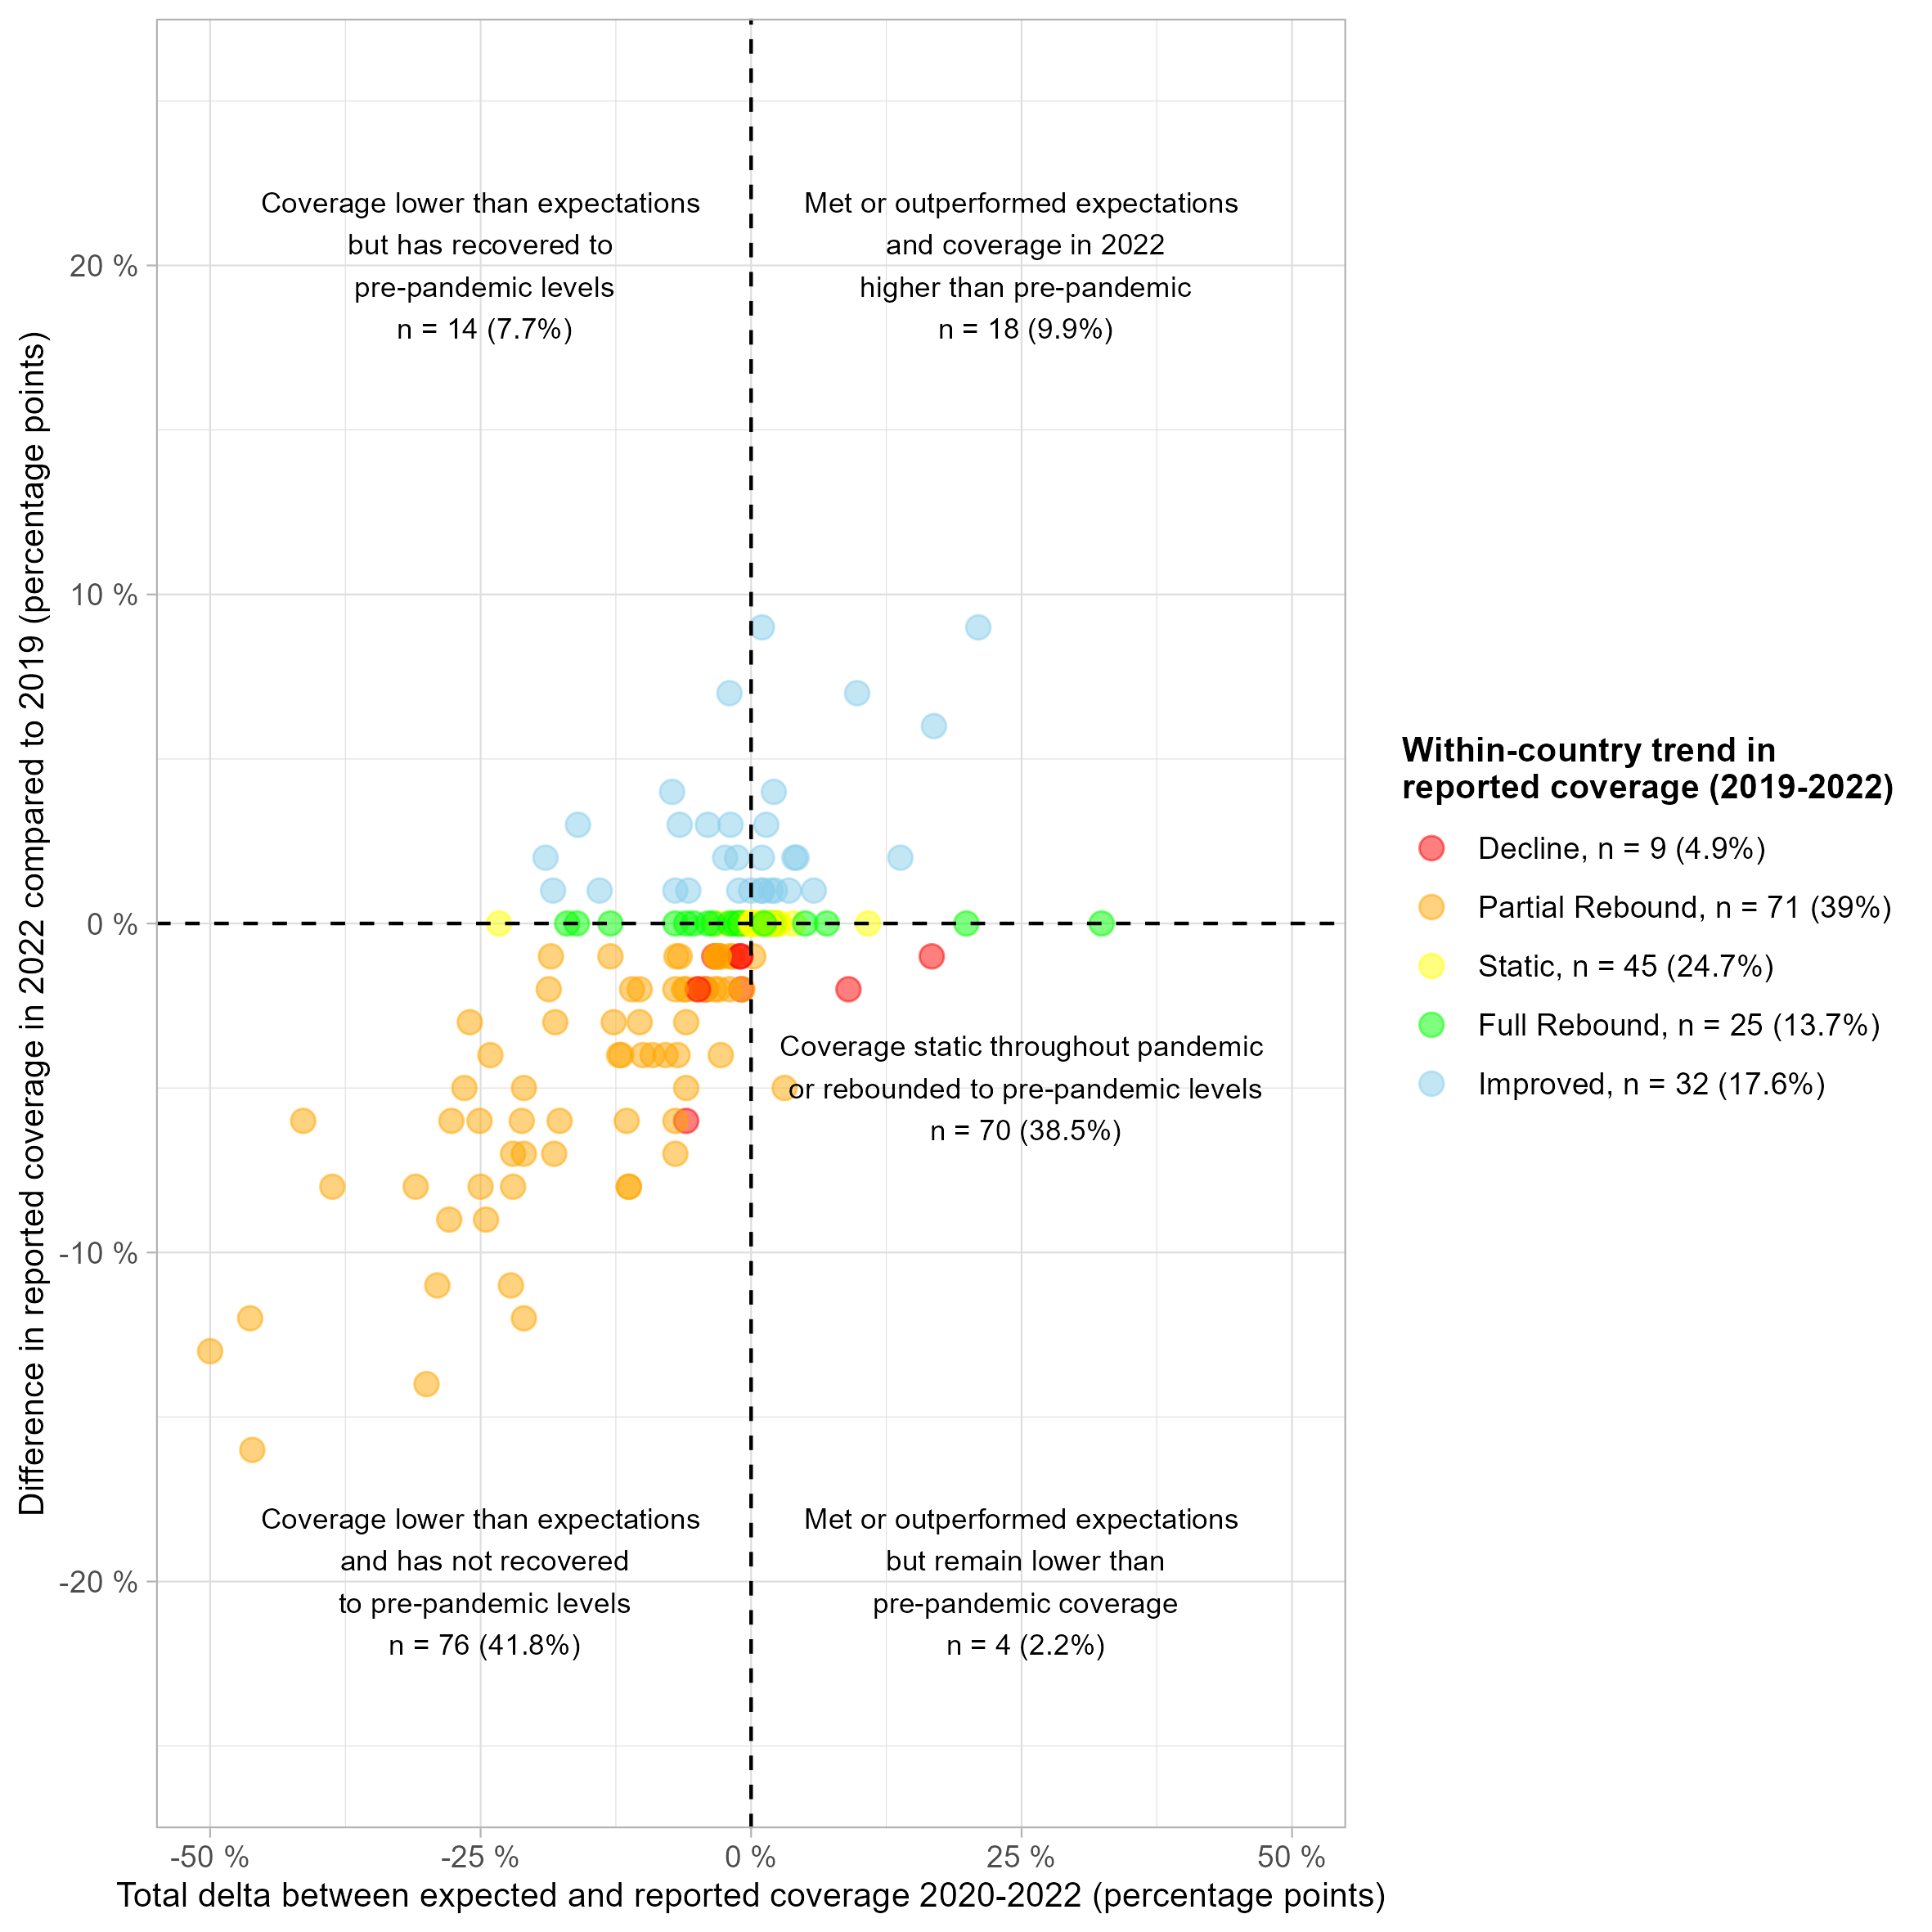 Coverage lower than expectations
but has recovered to
pre-pandemic levels
n = 14 (7.7%)
Met or outperformed expectations
and coverage in 2022
higher than pre-pandemic
n = 18 (9.9%)
Coverage static throughout pandemic
or rebounded to pre-pandemic levels
n = 70 (38.5%)
Coverage lower than expectations
and has not recovered
to pre-pandemic levels
n = 76 (41.8%)
Met or outperformed expectations
but remain lower than
pre-pandemic coverage
n = 4 (2.2%)
Difference in reported coverage in 2022 compared to 2019 (percentage points)
20 %
10 %
0 %
-10 %
-20 %
-50 %
-25 %
0 %
25 %
50 %
Total delta between expected and reported coverage 2020-2022 (percentage points)
Within-country trend in
reported coverage (2019-2022)
Decline, n = 9 (4.9%)
Partial Rebound, n = 71 (39%)
Static, n = 45 (24.7%)
Full Rebound, n = 25 (13.7%)
Improved, n = 32 (17.6%)